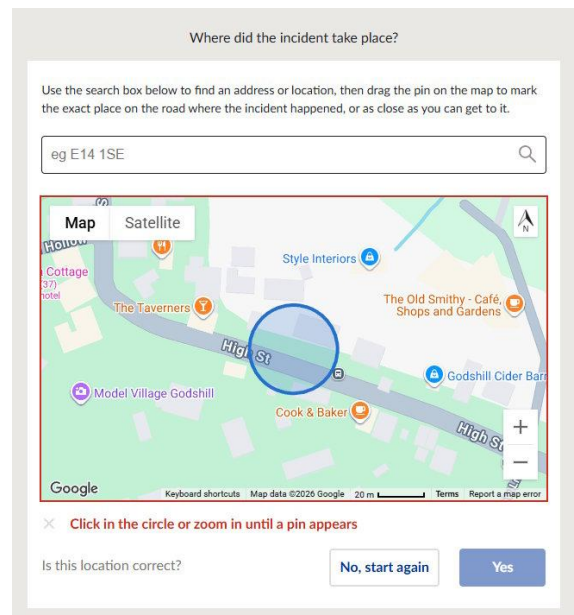 Where did the incident take place?
Use the search box below to find an address or location, then drag the pin on the map to mark
the exact place on the road where the incident happened, or as close as you can get to it.
eg E14 1SE
Map Satellite
N
Hollow
Cottage
37)
hotel
Style Interiors
The Taverners
The Old Smithy - Café,
Shops and Gardens
High St
Model Village Godshill
Godshill Cider Barn
Cook & Baker
High St
+
−
Google
Keyboard shortcuts Map data ©2026 Google 20 m Terms Report a map error
× Click in the circle or zoom in until a pin appears
Is this location correct?
No, start again
Yes